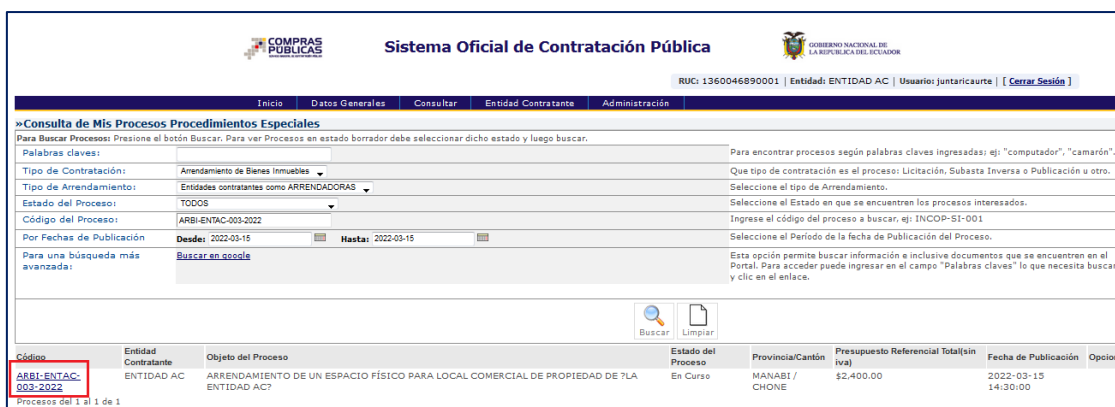 COMPRAS
PÚBLICAS
Sistema Oficial de Contratación Pública
GOBIERNO NACIONAL DE
LA REPUBLICA DEL ECUADOR
RUC: 1360046890001 | Entidad: ENTIDAD AC | Usuario: juntaricaurte | [ Cerrar Sesión ]
Inicio Datos Generales Consultar Entidad Contratante Administración
»Consulta de Mis Procesos Procedimientos Especiales
Para Buscar Procesos: Presione el botón Buscar. Para ver Procesos en estado borrador debe seleccionar dicho estado y luego buscar.
Palabras claves: Para encontrar procesos según palabras claves ingresadas; ej: "computador", "camarón".
Tipo de Contratación: Arrendamiento de Bienes Inmuebles Que tipo de contratación es el proceso: Licitación, Subasta Inversa o Publicación u otro.
Tipo de Arrendamiento: Entidades contratantes como ARRENDADORAS Seleccione el tipo de Arrendamiento.
Estado del Proceso: TODOS Seleccione el Estado en que se encuentren los procesos interesados.
Código del Proceso: ARBI-ENTAC-003-2022 Ingrese el código del proceso a buscar, ej: INCOP-SI-001
Por Fechas de Publicación Desde: 2022-03-15 Hasta: 2022-03-15 Seleccione el Período de la fecha de Publicación del Proceso.
Para una búsqueda más avanzada: Buscar en google Esta opción permite buscar información e inclusive documentos que se encuentren en el
Portal. Para acceder puede ingresar en el campo "Palabras claves" lo que necesita buscar
y clic en el enlace.
Buscar Limpiar
Código Entidad Contratante Objeto del Proceso Estado del Proceso Provincia/Cantón Presupuesto Referencial Total(sin iva) Fecha de Publicación Opcion
ARBI-ENTAC- ENTIDAD AC ARRENDAMIENTO DE UN ESPACIO FÍSICO PARA LOCAL COMERCIAL DE PROPIEDAD DE ?LA En Curso MANABI / $2,400.00 2022-03-15
003-2022 ENTIDAD AC? CHONE 14:30:00
Procesos del 1 al 1 de 1